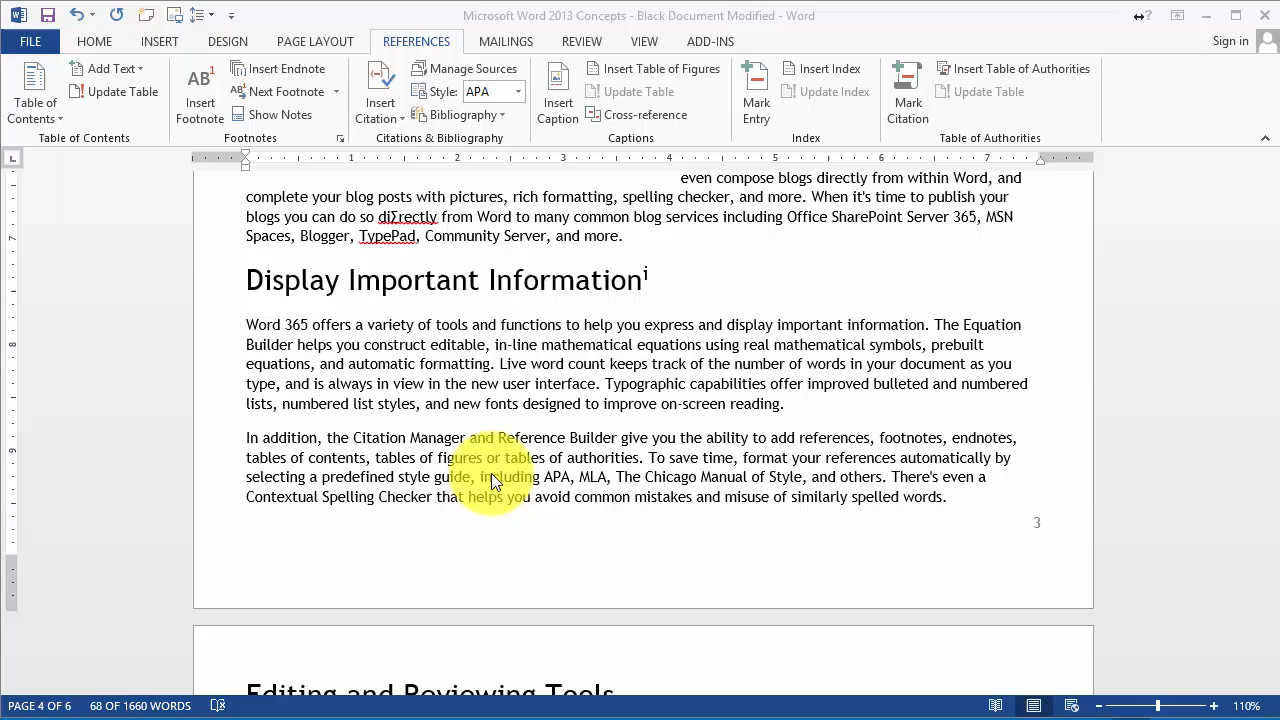 Microsoft Word 2013 Concepts - Black Document Modified - Word
?
FILE HOME INSERT DESIGN PAGE LAYOUT REFERENCES MAILINGS REVIEW VIEW ADD-INS Sign in
Table of Contents
Add Text
Update Table
Table of Contents
AB1
Insert Footnote
Insert Endnote
Next Footnote
Show Notes
Footnotes
Insert Citation
Manage Sources
Style: APA
Bibliography
Citations & Bibliography
Insert Caption
Insert Table of Figures
Update Table
Cross-reference
Captions
Mark Entry
Insert Index
Update Index
Index
Mark Citation
Insert Table of Authorities
Update Table
Table of Authorities
L
1 2 3 4 5 6 7
7
8
9
even compose blogs directly from within Word, and
complete your blog posts with pictures, rich formatting, spelling checker, and more. When it's time to publish your
blogs you can do so diΣrectly from Word to many common blog services including Office SharePoint Server 365, MSN
Spaces, Blogger, TypePad, Community Server, and more.
Display Important Informationⁱ
Word 365 offers a variety of tools and functions to help you express and display important information. The Equation
Builder helps you construct editable, in-line mathematical equations using real mathematical symbols, prebuilt
equations, and automatic formatting. Live word count keeps track of the number of words in your document as you
type, and is always in view in the new user interface. Typographic capabilities offer improved bulleted and numbered
lists, numbered list styles, and new fonts designed to improve on-screen reading.
In addition, the Citation Manager and Reference Builder give you the ability to add references, footnotes, endnotes,
tables of contents, tables of figures or tables of authorities. To save time, format your references automatically by
selecting a predefined style guide, including APA, MLA, The Chicago Manual of Style, and others. There's even a
Contextual Spelling Checker that helps you avoid common mistakes and misuse of similarly spelled words.
3
Editing and Reviewing Tools
PAGE 4 OF 6 68 OF 1660 WORDS 110%